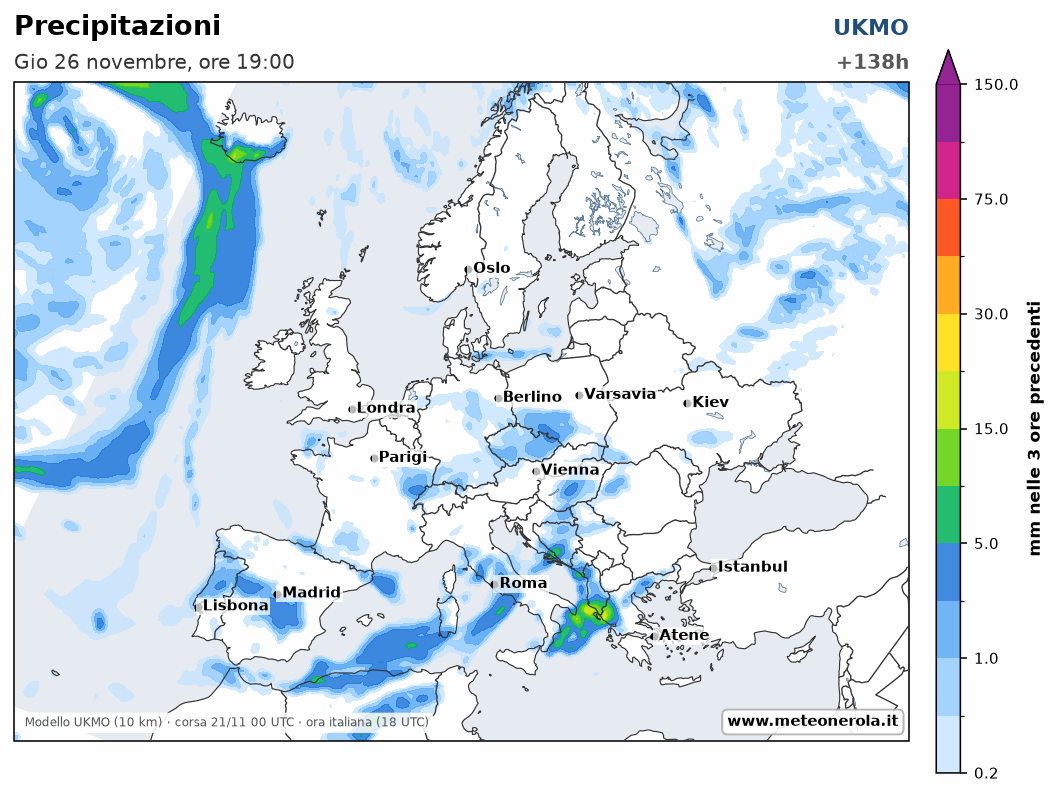 Precipitazioni
UKMO
Gio 26 novembre, ore 19:00
+138h
150.0
75.0
30.0
15.0
5.0
1.0
0.2
mm nelle 3 ore precedenti
Oslo
Berlino
Varsavia
Kiev
Londra
Parigi
Vienna
Istanbul
Roma
Madrid
Lisbona
Atene
Modello UKMO (10 km) · corsa 21/11 00 UTC · ora italiana (18 UTC)
www.meteonerola.it